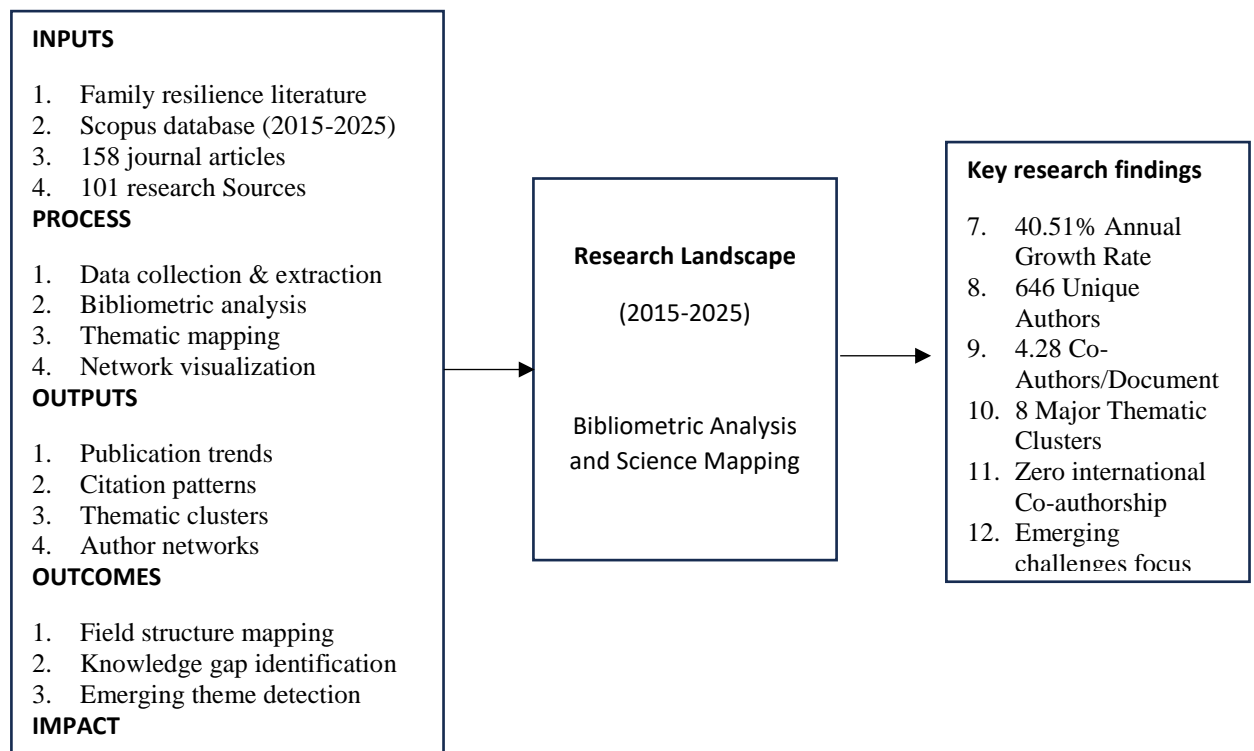 INPUTS
1. Family resilience literature
2. Scopus database (2015-2025)
3. 158 journal articles
4. 101 research Sources
PROCESS
1. Data collection & extraction
2. Bibliometric analysis
3. Thematic mapping
4. Network visualization
OUTPUTS
1. Publication trends
2. Citation patterns
3. Thematic clusters
4. Author networks
OUTCOMES
1. Field structure mapping
2. Knowledge gap identification
3. Emerging theme detection
IMPACT
Research Landscape
(2015-2025)
Bibliometric Analysis
and Science Mapping
Key research findings
7. 40.51% Annual
Growth Rate
8. 646 Unique
Authors
9. 4.28 Co-
Authors/Document
10. 8 Major Thematic
Clusters
11. Zero international
Co-authorship
12. Emerging
challenges focus